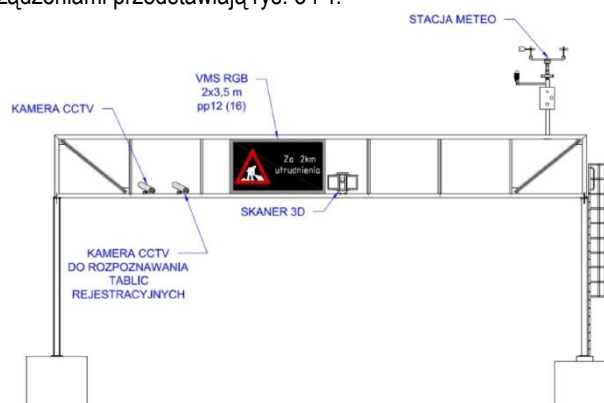 STACJA METEO
VMS RGB
2x3,5 m
pp12 (16)
KAMERA CCTV
Za 2km
utrudnienia
SKANER 3D
KAMERA CCTV
DO ROZPOZNAWANIA
TABLIC
REJESTRACYJNYCH